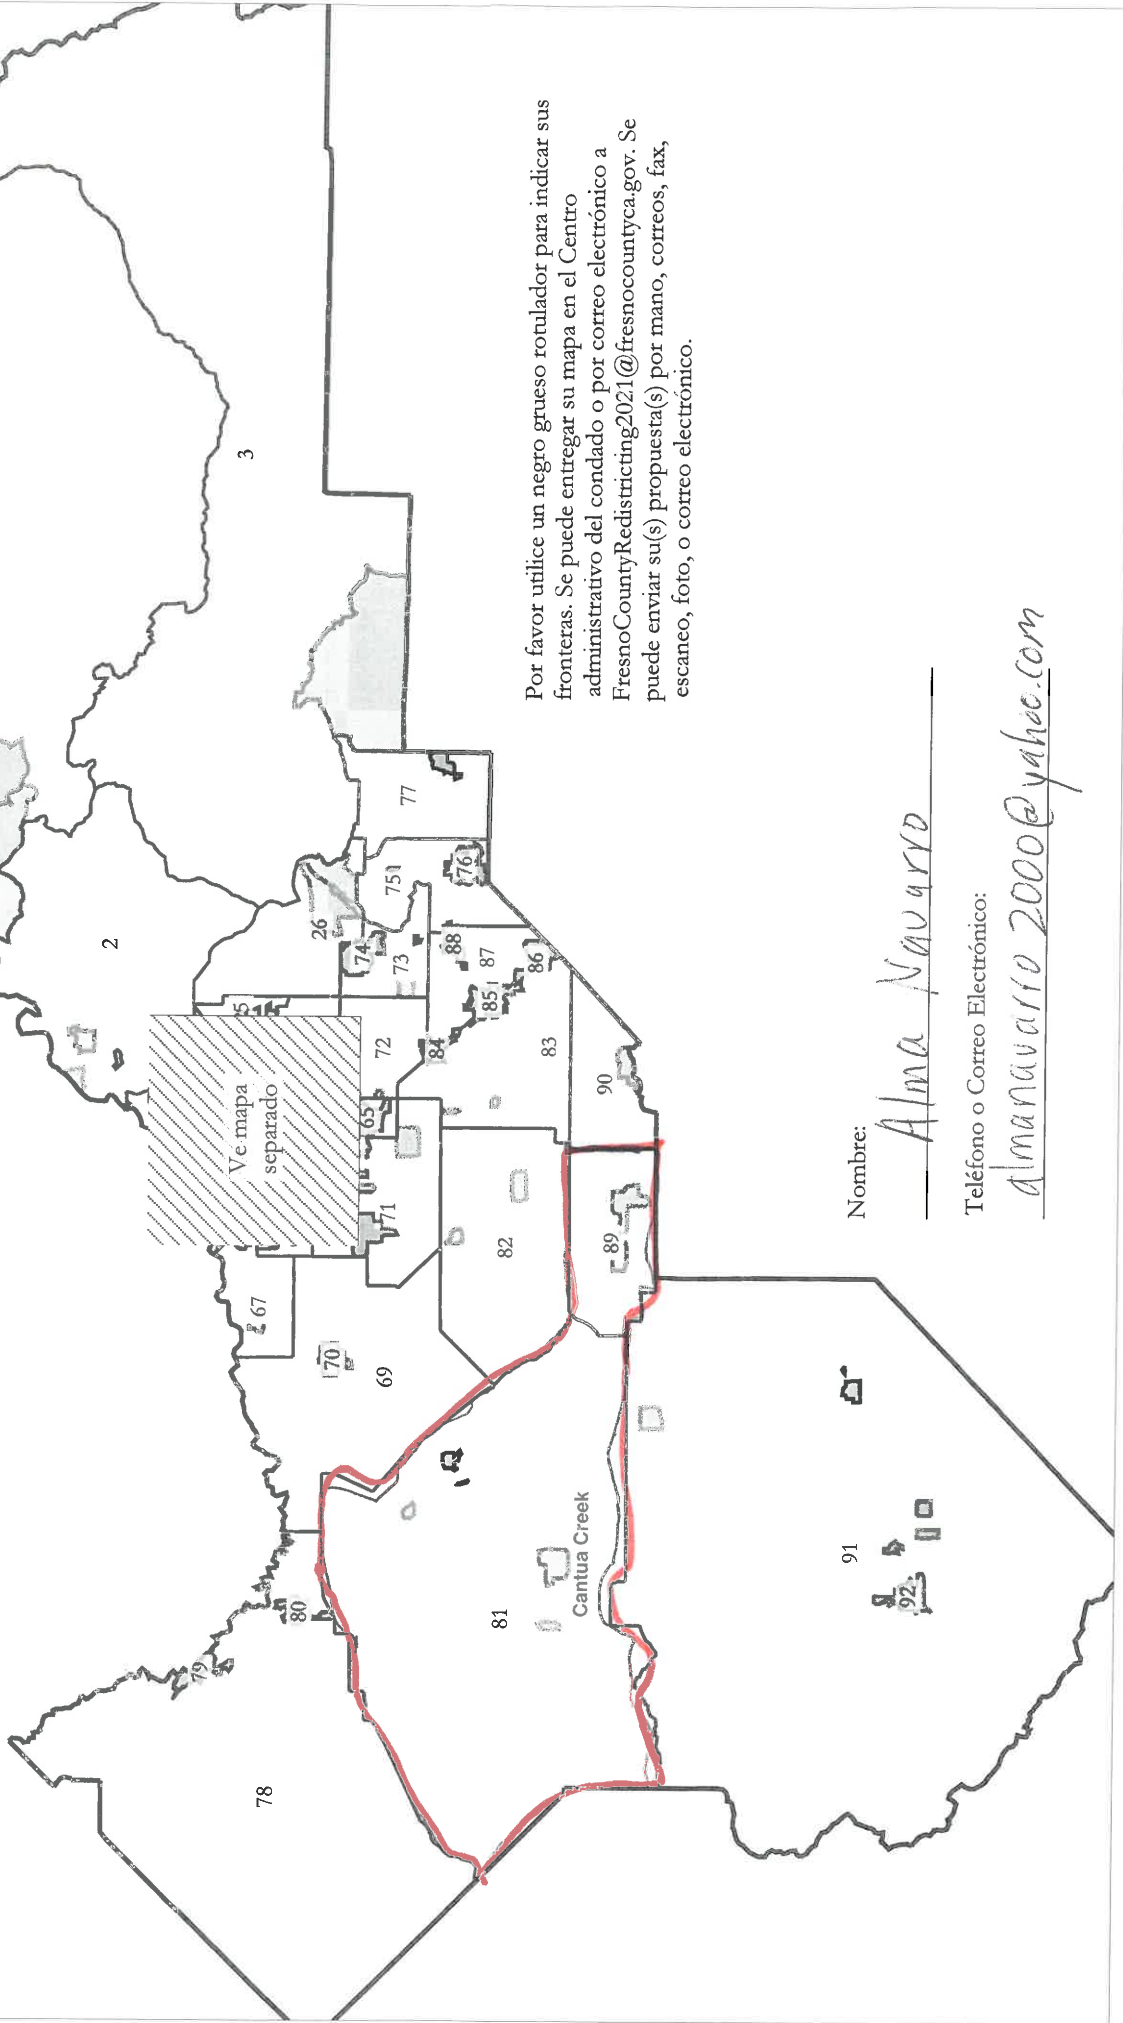 Por favor utilice un negro grueso rotulador para indicar sus
fronteras. Se puede entregar su mapa en el Centro
administrativo del condado o por correo electrónico a
FresnoCountyRedistricting2021@fresnocountyca.gov. Se
puede enviar su(s) propuesta(s) por mano, correos, fax,
escaneo, foto, o correo electrónico.
Nombre:
Alma Navarro
Teléfono o Correo Electrónico:
almanavarro2000@yahoo.com
Ve mapa
separado
Cantua Creek
2
3
26
65
67
69
70
71
72
73
74
75
76
77
78
79
80
81
82
83
84
85
86
87
88
89
90
91
92